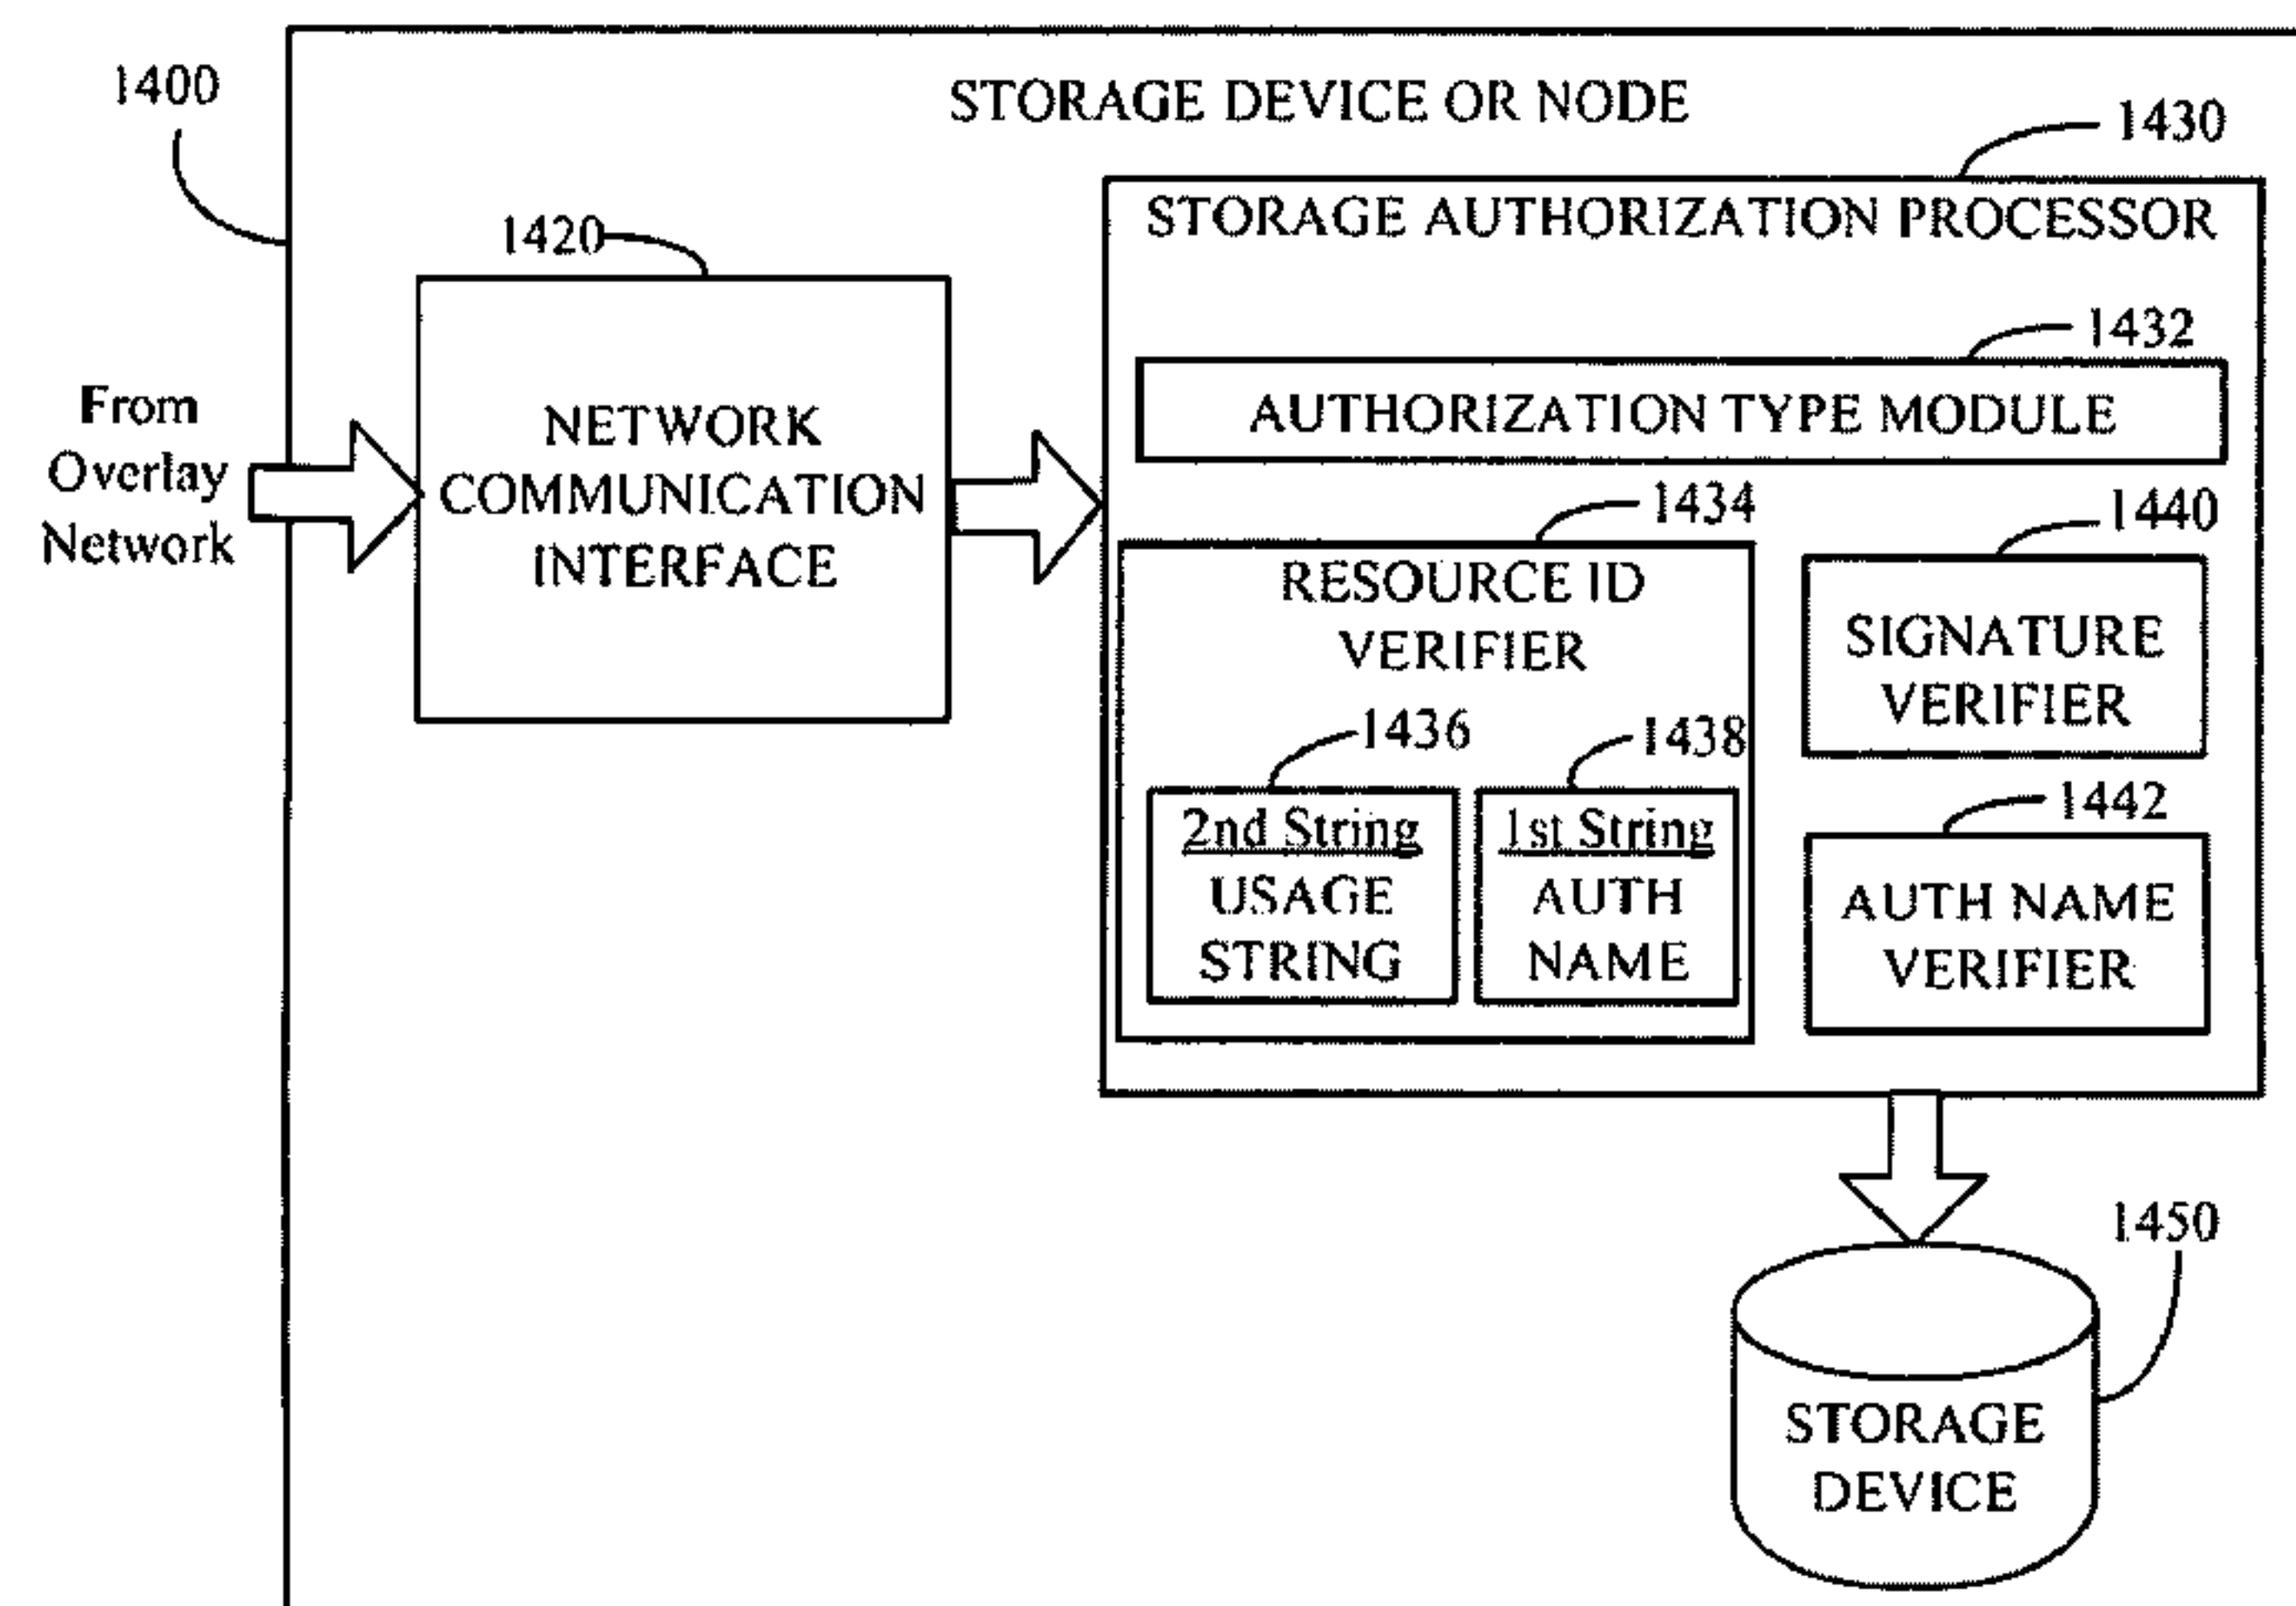 1400
STORAGE DEVICE OR NODE
1430
STORAGE AUTHORIZATION PROCESSOR
1420
1432
From
Overlay
Network
NETWORK
COMMUNICATION
INTERFACE
AUTHORIZATION TYPE MODULE
1434
1440
RESOURCE ID
VERIFIER
SIGNATURE
VERIFIER
1436
1438
2nd String
USAGE
STRING
1st String
AUTH
NAME
1442
AUTH NAME
VERIFIER
1450
STORAGE
DEVICE